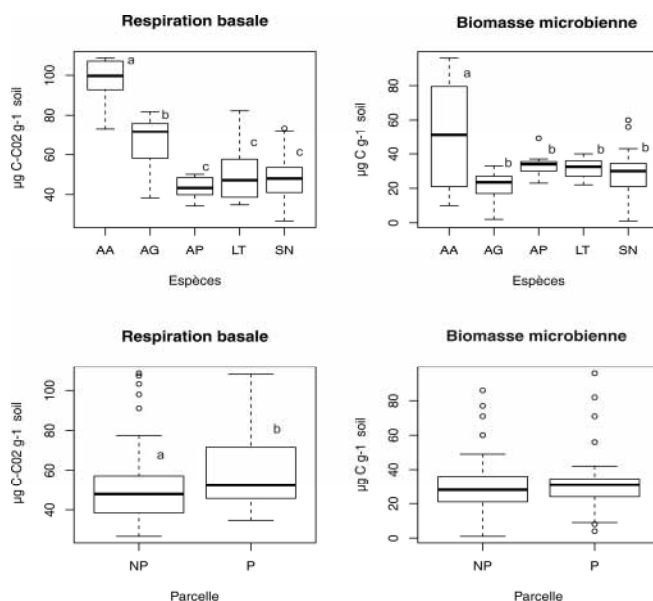 Respiration basale
Biomasse microbienne
µg C-C02 g-1 soil
40 60 80 100
a
b
c
c
c
AA AG AP LT SN
Espèces
µg C g-1 soil
0 20 40 60 80
a
b
b
b
b
AA AG AP LT SN
Espèces
Respiration basale
Biomasse microbienne
µg C-C02 g-1 soil
40 60 80 100
a
b
NP P
Parcelle
µg C g-1 soil
0 20 40 60 80
NP P
Parcelle